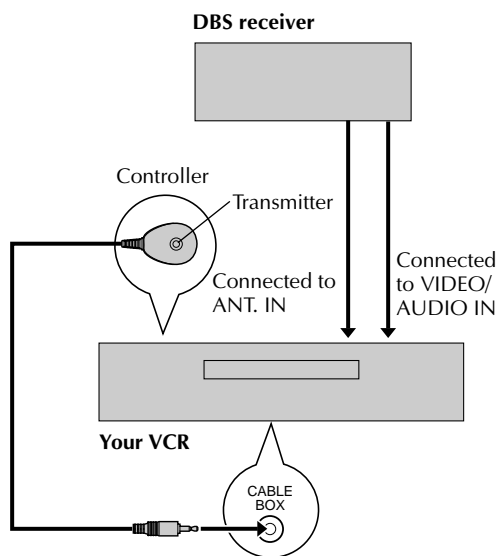 DBS receiver
Controller
Transmitter
Connected to
ANT. IN
Connected
to VIDEO/
AUDIO IN
Your VCR
CABLE
BOX